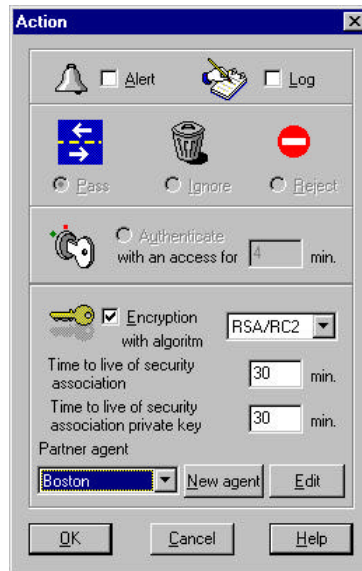 Action
Alert
Log
Pass
Ignore
Reject
Authenticate
with an access for 4 min.
Encryption RSA/RC2
with algoritm
Time to live of security
association 30 min.
Time to live of security
association private key 30 min.
Partner agent
Boston New agent Edit
OK Cancel Help